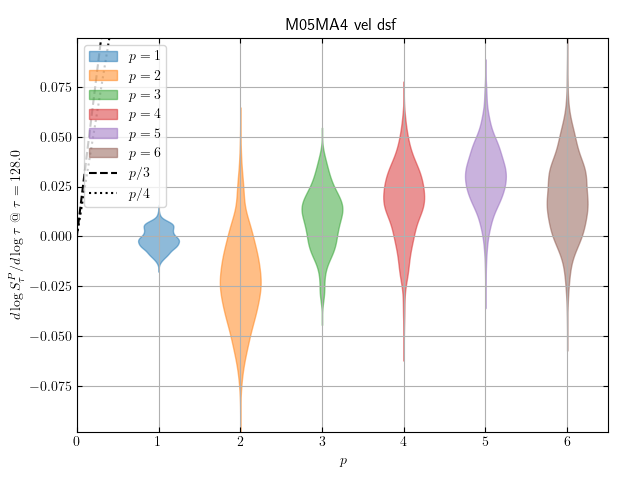 M05MA4 vel dsf
p = 1
p = 2
p = 3
p = 4
p = 5
p = 6
p/3
p/4
0.075
0.050
0.025
0.000
−0.025
−0.050
−0.075
d log S_τ^P / d log τ @ τ = 128.0
0 1 2 3 4 5 6
p